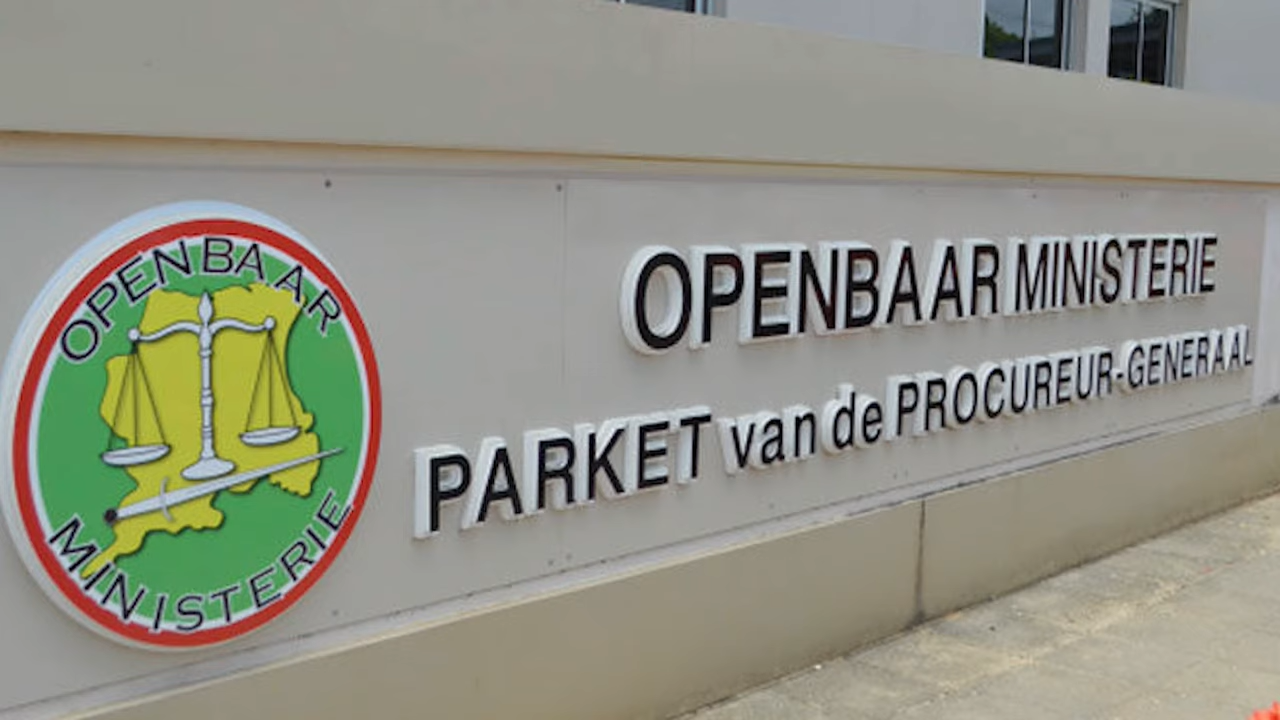 OPENBAAR
MINISTERIE
OPENBAAR MINISTERIE
PARKET van de PROCUREUR-GENERAAL